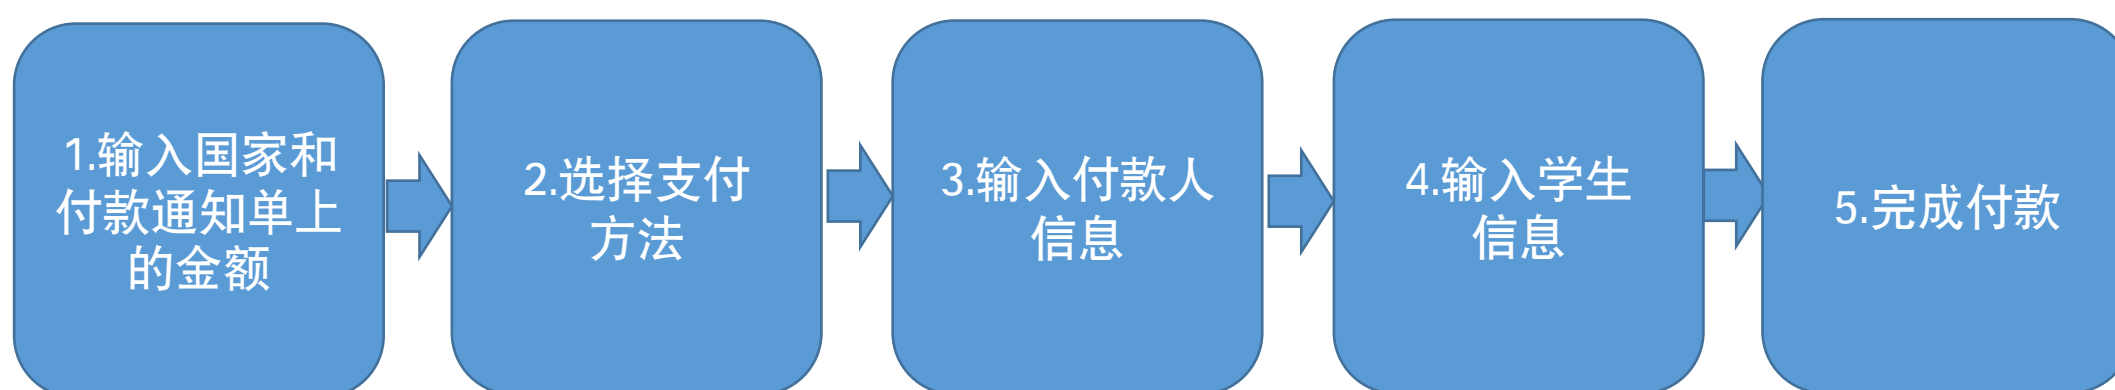 1.输入国家和
付款通知单上
的金额
2.选择支付
方法
3.输入付款人
信息
4.输入学生
信息
5.完成付款